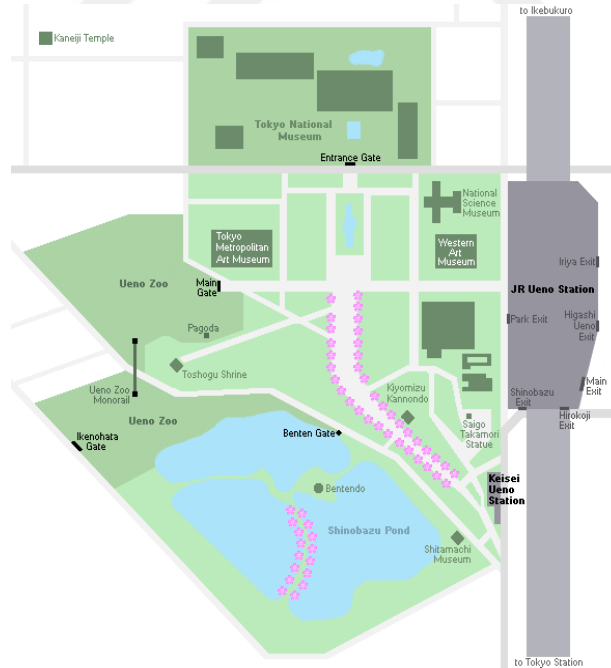 to Ikebukuro
Kaneiji Temple
Tokyo National
Museum
Entrance Gate
National
Science
Museum
Tokyo
Metropolitan
Art Museum
Western
Art
Museum
Iriya Exit
Ueno Zoo
Main
Gate
JR Ueno Station
Park Exit
Higashi
Ueno
Exit
Pagoda
Toshogu Shrine
Ueno Zoo
Monorail
Kiyomizu
Kannondo
Shinobazu
Exit
Main
Exit
Hirokoji
Exit
Saigo
Takamori
Statue
Ueno Zoo
Ikenohata
Gate
Benten Gate
Keisei
Ueno
Station
Bentendo
Shinobazu Pond
Shitamachi
Museum
to Tokyo Station